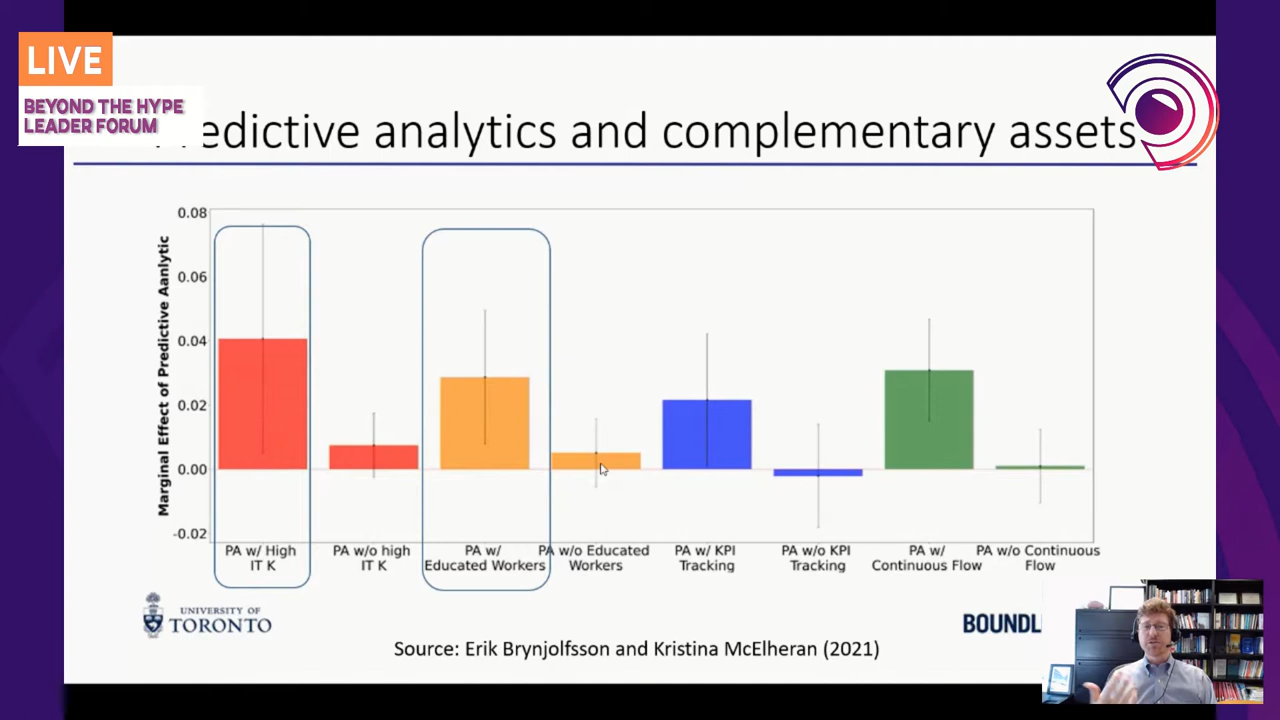 LIVE
BEYOND THE HYPE
LEADER FORUM
analytics and complementary assets
0.08
0.06
0.04
0.02
0.00
-0.02
Marginal Effect of Predictive Aanlytic
PA w/ High
IT K
PA w/o high
IT K
PA w/
Educated Workers
PA w/o Educated
Workers
PA w/ KPI
Tracking
PA w/o KPI
Tracking
PA w/
Continuous Flow
PA w/o Continuous
Flow
UNIVERSITY OF
TORONTO
Source: Erik Brynjolfsson and Kristina McElheran (2021)